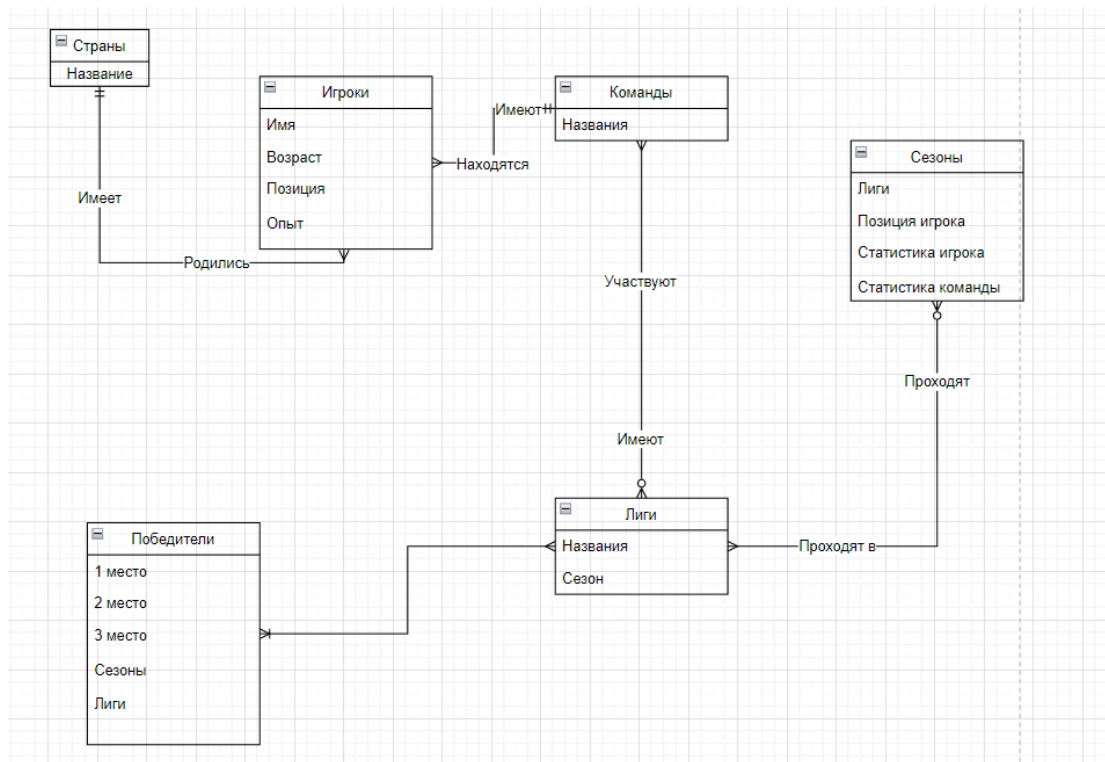 Страны
Название
Игроки
Имя
Возраст
Позиция
Опыт
Имеют
Находятся
Команды
Названия
Сезоны
Лиги
Позиция игрока
Статистика игрока
Статистика команды
Имеет
Родились
Участвуют
Имеют
Проходят
Проходят в
Лиги
Названия
Сезон
Победители
1 место
2 место
3 место
Сезоны
Лиги